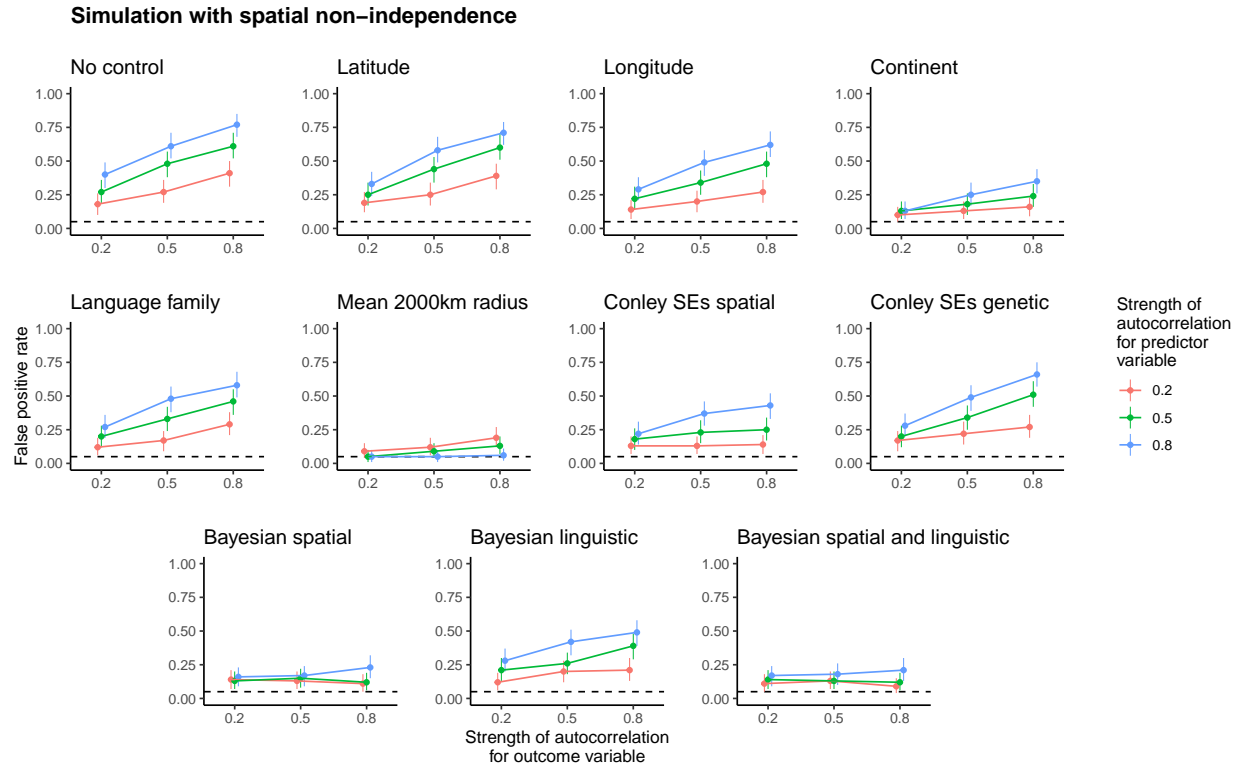 Simulation with spatial non−independence
No control
Latitude
Longitude
Continent
1.00
0.75
0.50
0.25
0.00
0.2 0.5 0.8
1.00
0.75
0.50
0.25
0.00
0.2 0.5 0.8
1.00
0.75
0.50
0.25
0.00
0.2 0.5 0.8
1.00
0.75
0.50
0.25
0.00
0.2 0.5 0.8
Language family
Mean 2000km radius
Conley SEs spatial
Conley SEs genetic
False positive rate
1.00
0.75
0.50
0.25
0.00
0.2 0.5 0.8
1.00
0.75
0.50
0.25
0.00
0.2 0.5 0.8
1.00
0.75
0.50
0.25
0.00
0.2 0.5 0.8
1.00
0.75
0.50
0.25
0.00
0.2 0.5 0.8
Strength of
autocorrelation
for predictor
variable
0.2
0.5
0.8
Bayesian spatial
Bayesian linguistic
Bayesian spatial and linguistic
1.00
0.75
0.50
0.25
0.00
0.2 0.5 0.8
1.00
0.75
0.50
0.25
0.00
0.2 0.5 0.8
1.00
0.75
0.50
0.25
0.00
0.2 0.5 0.8
Strength of autocorrelation
for outcome variable